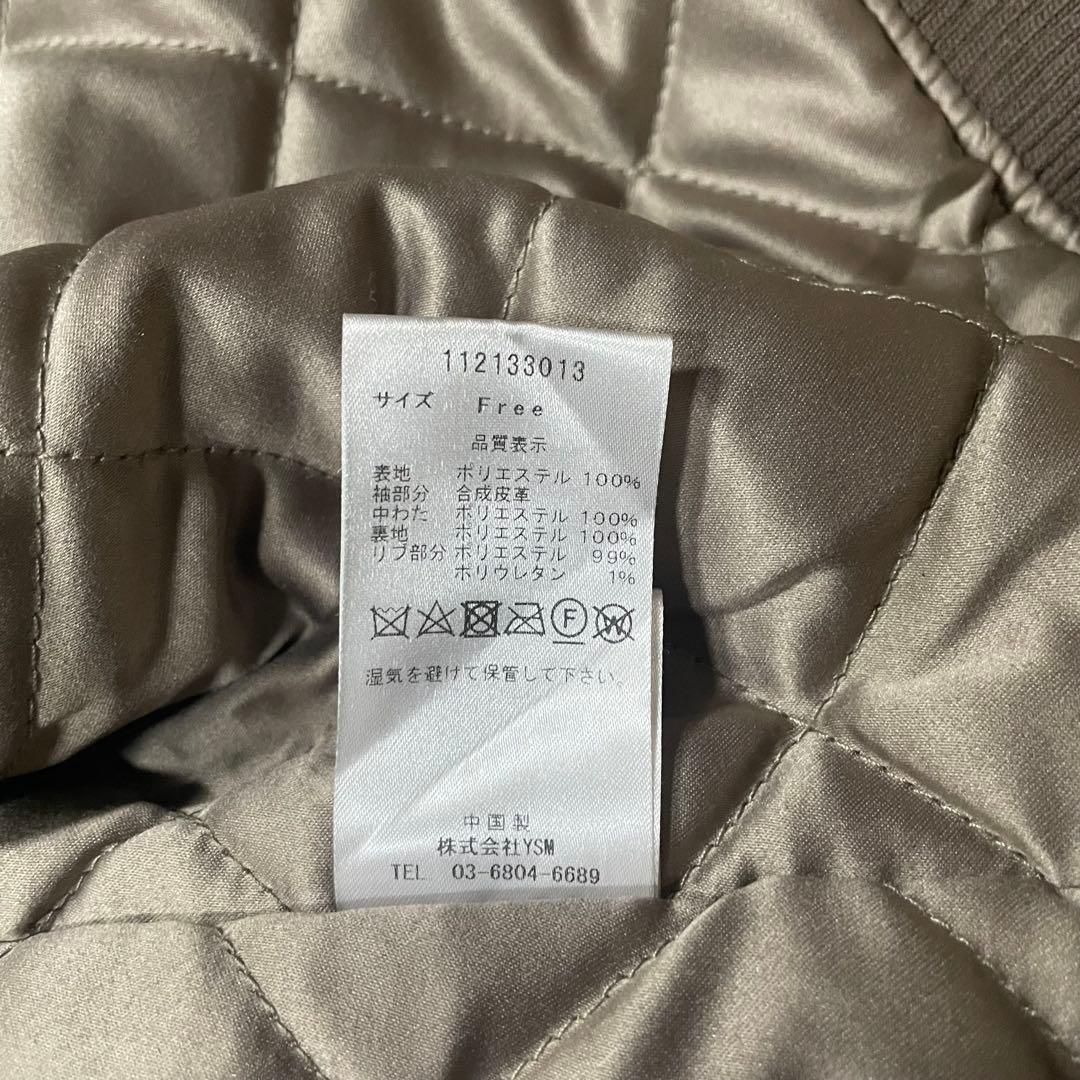 112133013
サイズ Free
品質表示
表地 ポリエステル 100%
袖部分 合成皮革
中わた ポリエステル 100%
裏地 ポリエステル 100%
リブ部分 ポリエステル 99%
ポリウレタン 1%
F W
湿気を避けて保管して下さい。
中国製
株式会社YSM
TEL 03-6804-6689